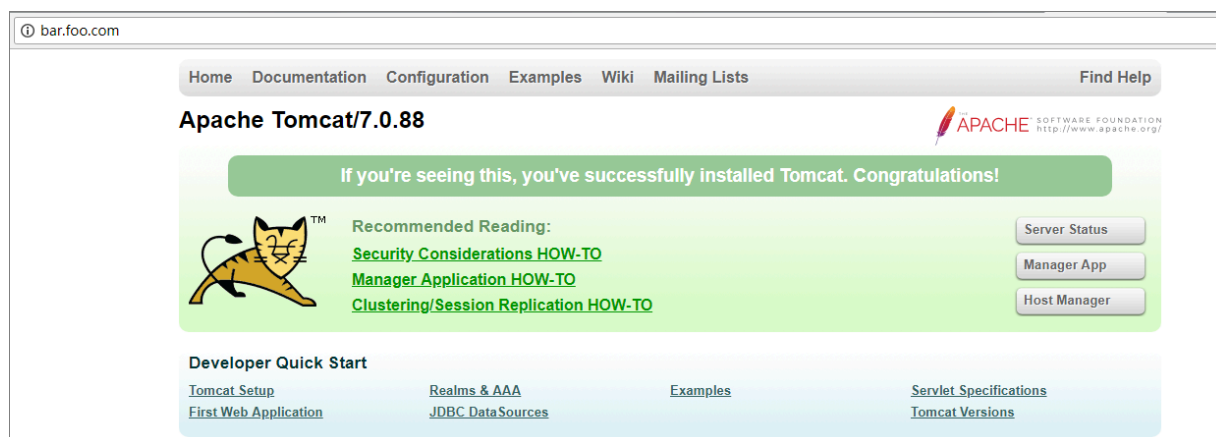 bar.foo.com
Home Documentation Configuration Examples Wiki Mailing Lists Find Help
Apache Tomcat/7.0.88
THE APACHE SOFTWARE FOUNDATION
http://www.apache.org/
If you're seeing this, you've successfully installed Tomcat. Congratulations!
TM
Recommended Reading:
Security Considerations HOW-TO
Manager Application HOW-TO
Clustering/Session Replication HOW-TO
Server Status
Manager App
Host Manager
Developer Quick Start
Tomcat Setup Realms & AAA Examples Servlet Specifications
First Web Application JDBC DataSources Tomcat Versions